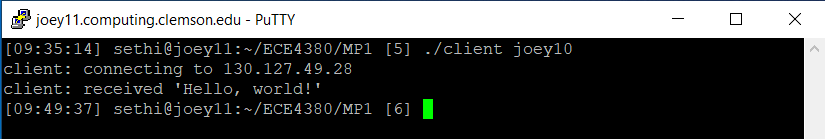 joey11.computing.clemson.edu - PuTTY
[09:35:14] sethi@joey11:~/ECE4380/MP1 [5] ./client joey10
client: connecting to 130.127.49.28
client: received 'Hello, world!'
[09:49:37] sethi@joey11:~/ECE4380/MP1 [6]